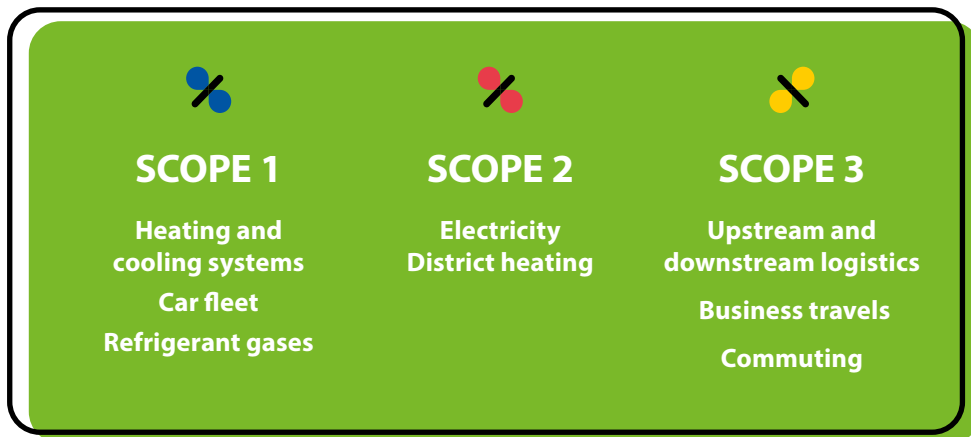 SCOPE 1
Heating and
cooling systems
Car fleet
Refrigerant gases
SCOPE 2
Electricity
District heating
SCOPE 3
Upstream and
downstream logistics
Business travels
Commuting